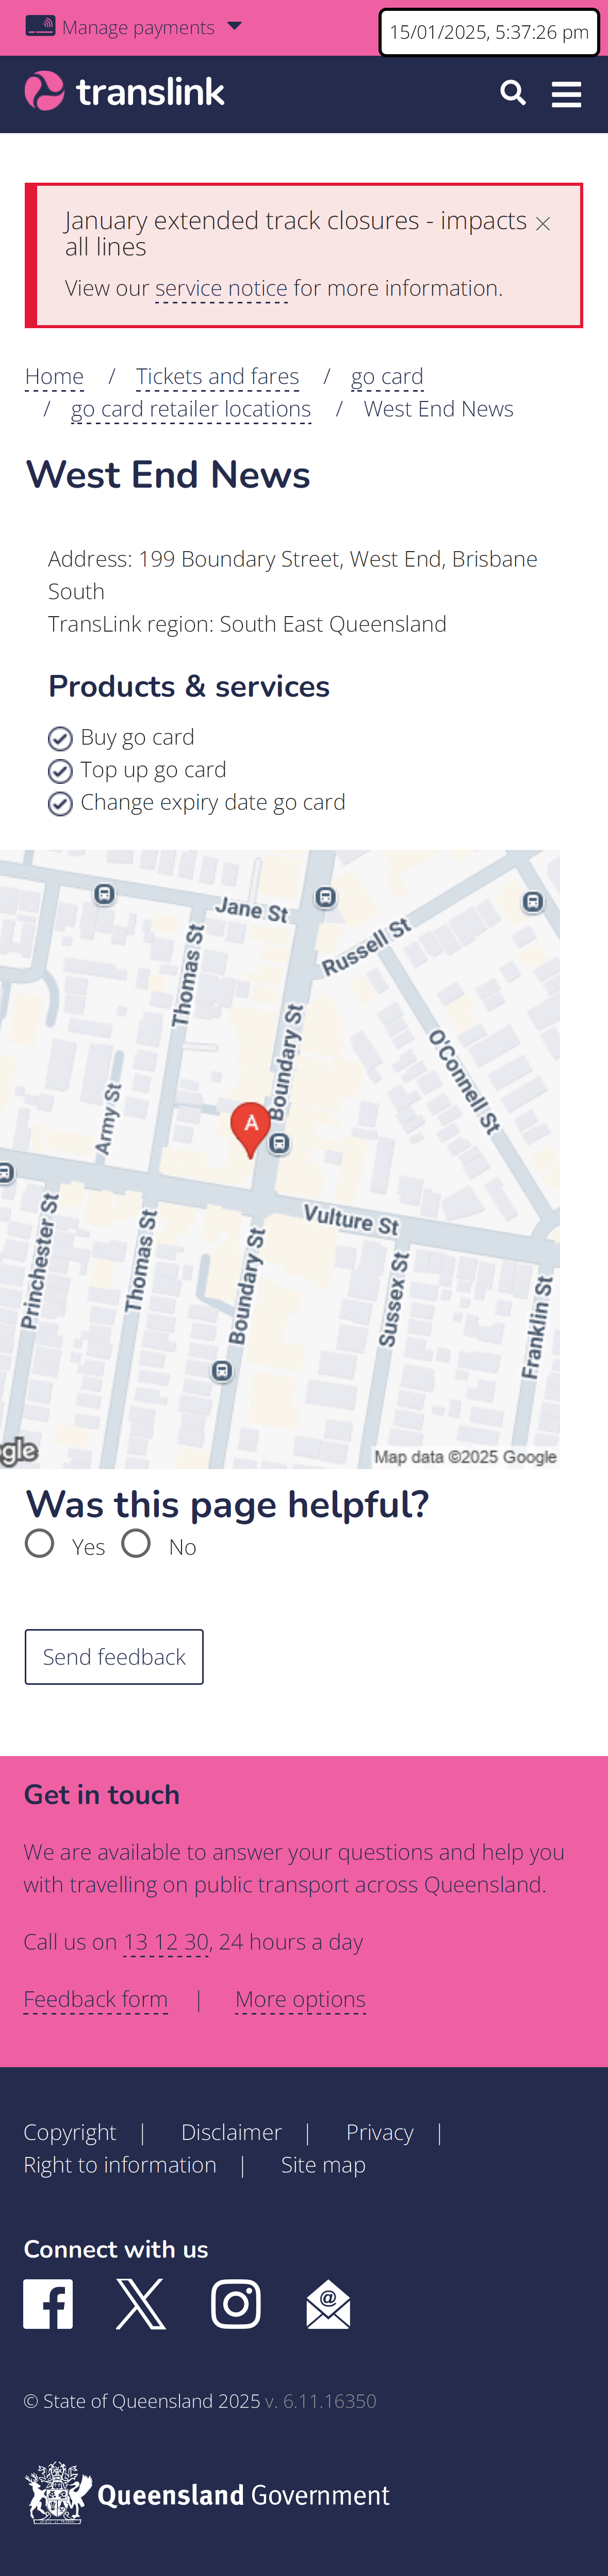 Manage payments
15/01/2025, 5:37:26 pm
translink
January extended track closures - impacts
all lines
View our service notice for more information.
Home / Tickets and fares / go card
/ go card retailer locations / West End News
West End News
Address: 199 Boundary Street, West End, Brisbane
South
TransLink region: South East Queensland
Products & services
Buy go card
Top up go card
Change expiry date go card
Jane St
Russell St
Thomas St
Boundary St
O'Connell St
Army St
A
Vulture St
Princhester St
Thomas St
Boundary St
Sussex St
Franklin St
gle
Map data ©2025 Google
Was this page helpful?
Yes No
Send feedback
Get in touch
We are available to answer your questions and help you
with travelling on public transport across Queensland.
Call us on 13 12 30, 24 hours a day
Feedback form | More options
Copyright | Disclaimer | Privacy |
Right to information | Site map
Connect with us
@
© State of Queensland 2025 v. 6.11.16350
Queensland Government